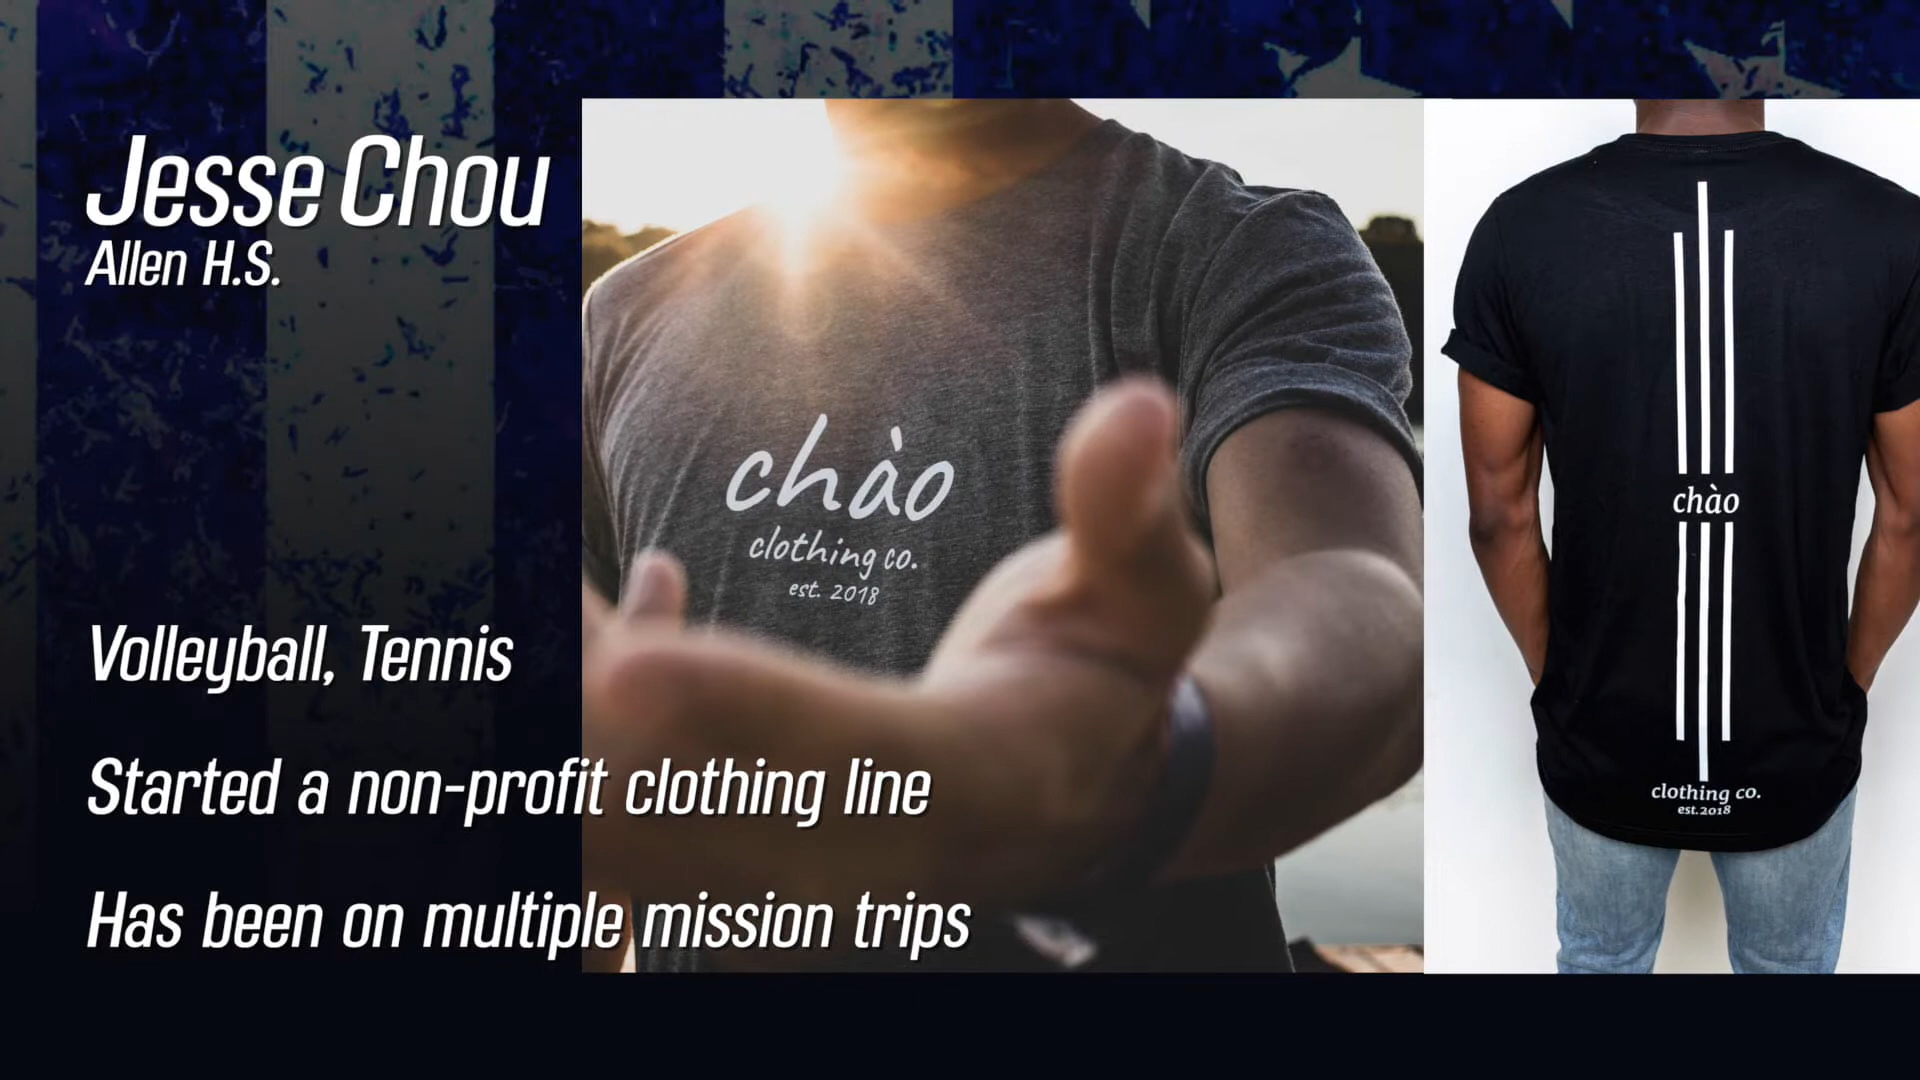 Jesse Chou
Allen H.S.
Volleyball, Tennis
Started a non-profit clothing line
Has been on multiple mission trips
chào
clothing co.
est. 2018
chào
clothing co.
est.2018